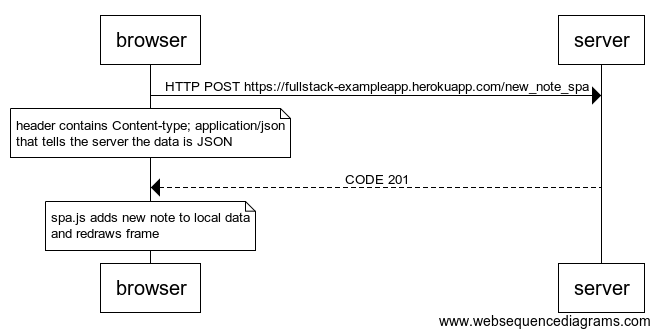 browser
server
HTTP POST https://fullstack-exampleapp.herokuapp.com/new_note_spa
header contains Content-type; application/json
that tells the server the data is JSON
CODE 201
spa.js adds new note to local data
and redraws frame
browser
server
www.websequencediagrams.com